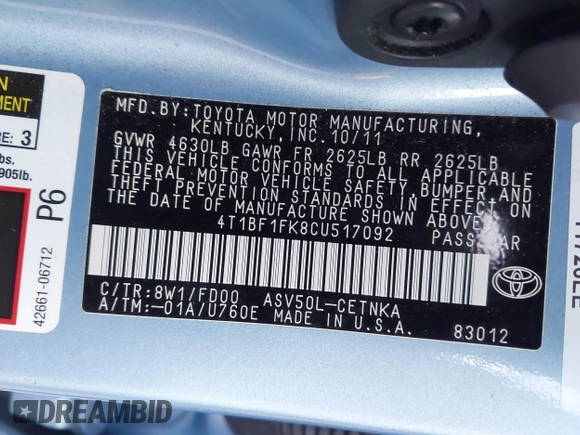 MFD.BY:TOYOTA MOTOR MANUFACTURING,
KENTUCKY, INC. 10/11
GVWR 4630LB GAWR FR 2625LB RR 2625LB
THIS VEHICLE CONFORMS TO ALL APPLICABLE
FEDERAL MOTOR VEHICLE SAFETY, BUMPER, AND
THEFT PREVENTION STANDARDS IN EFFECT ON
THE DATE OF MANUFACTURE SHOWN ABOVE.
4T1BF1FK8CU517092 PASS CAR
C/TR: 8W1/FD00 ASV50L-CETNKA
A/TM:-01A/U760E MADE IN U.S.A. 83012
TOYOTA
3
905lb.
P6
42661-06712
DREAMBID